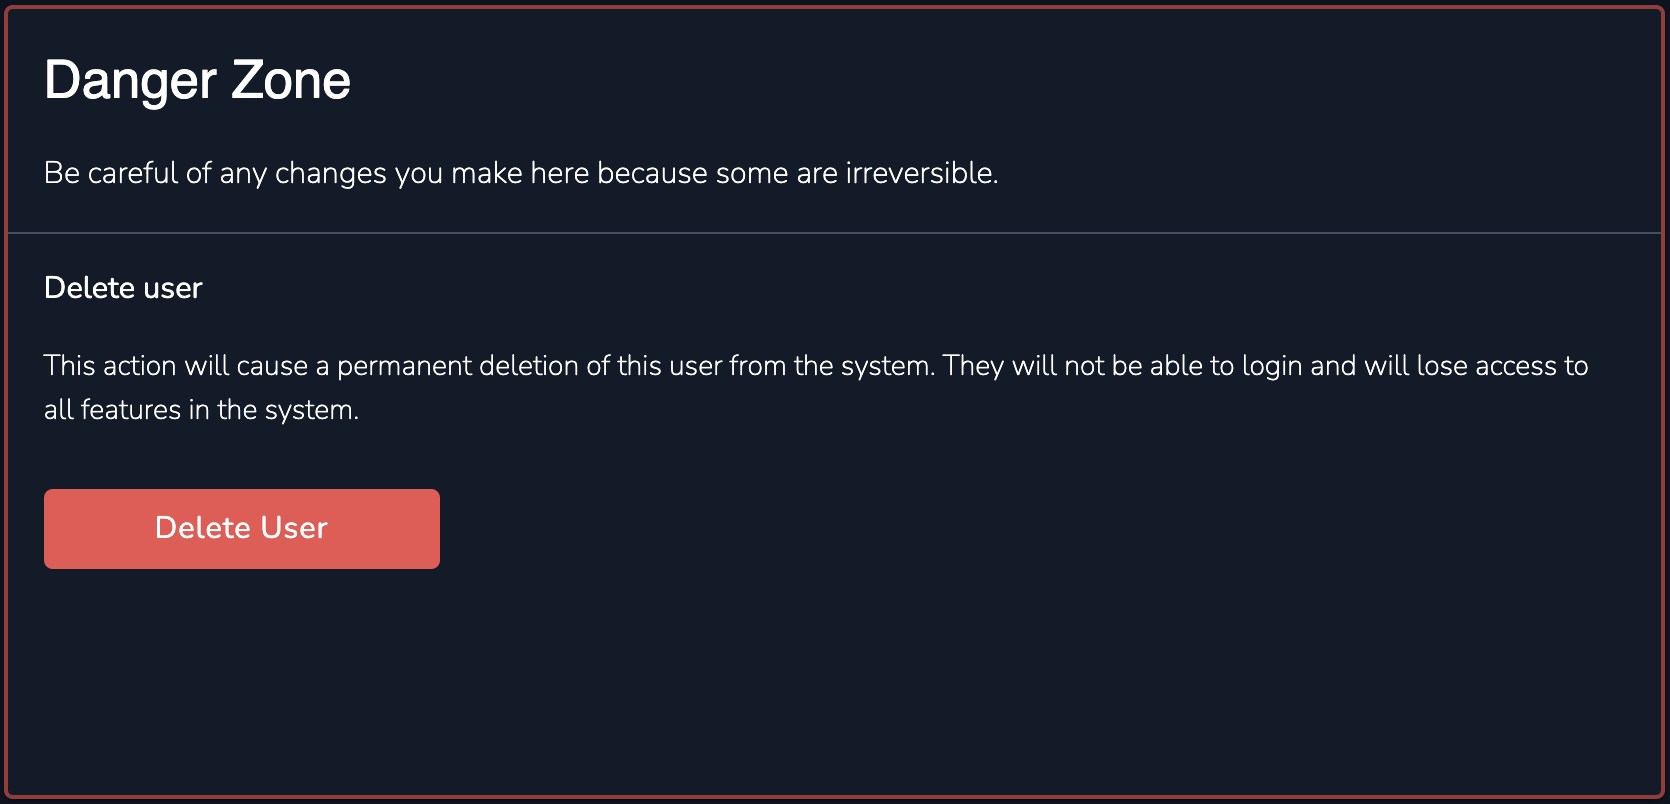 Danger Zone
Be careful of any changes you make here because some are irreversible.
Delete user
This action will cause a permanent deletion of this user from the system. They will not be able to login and will lose access to
all features in the system.
Delete User